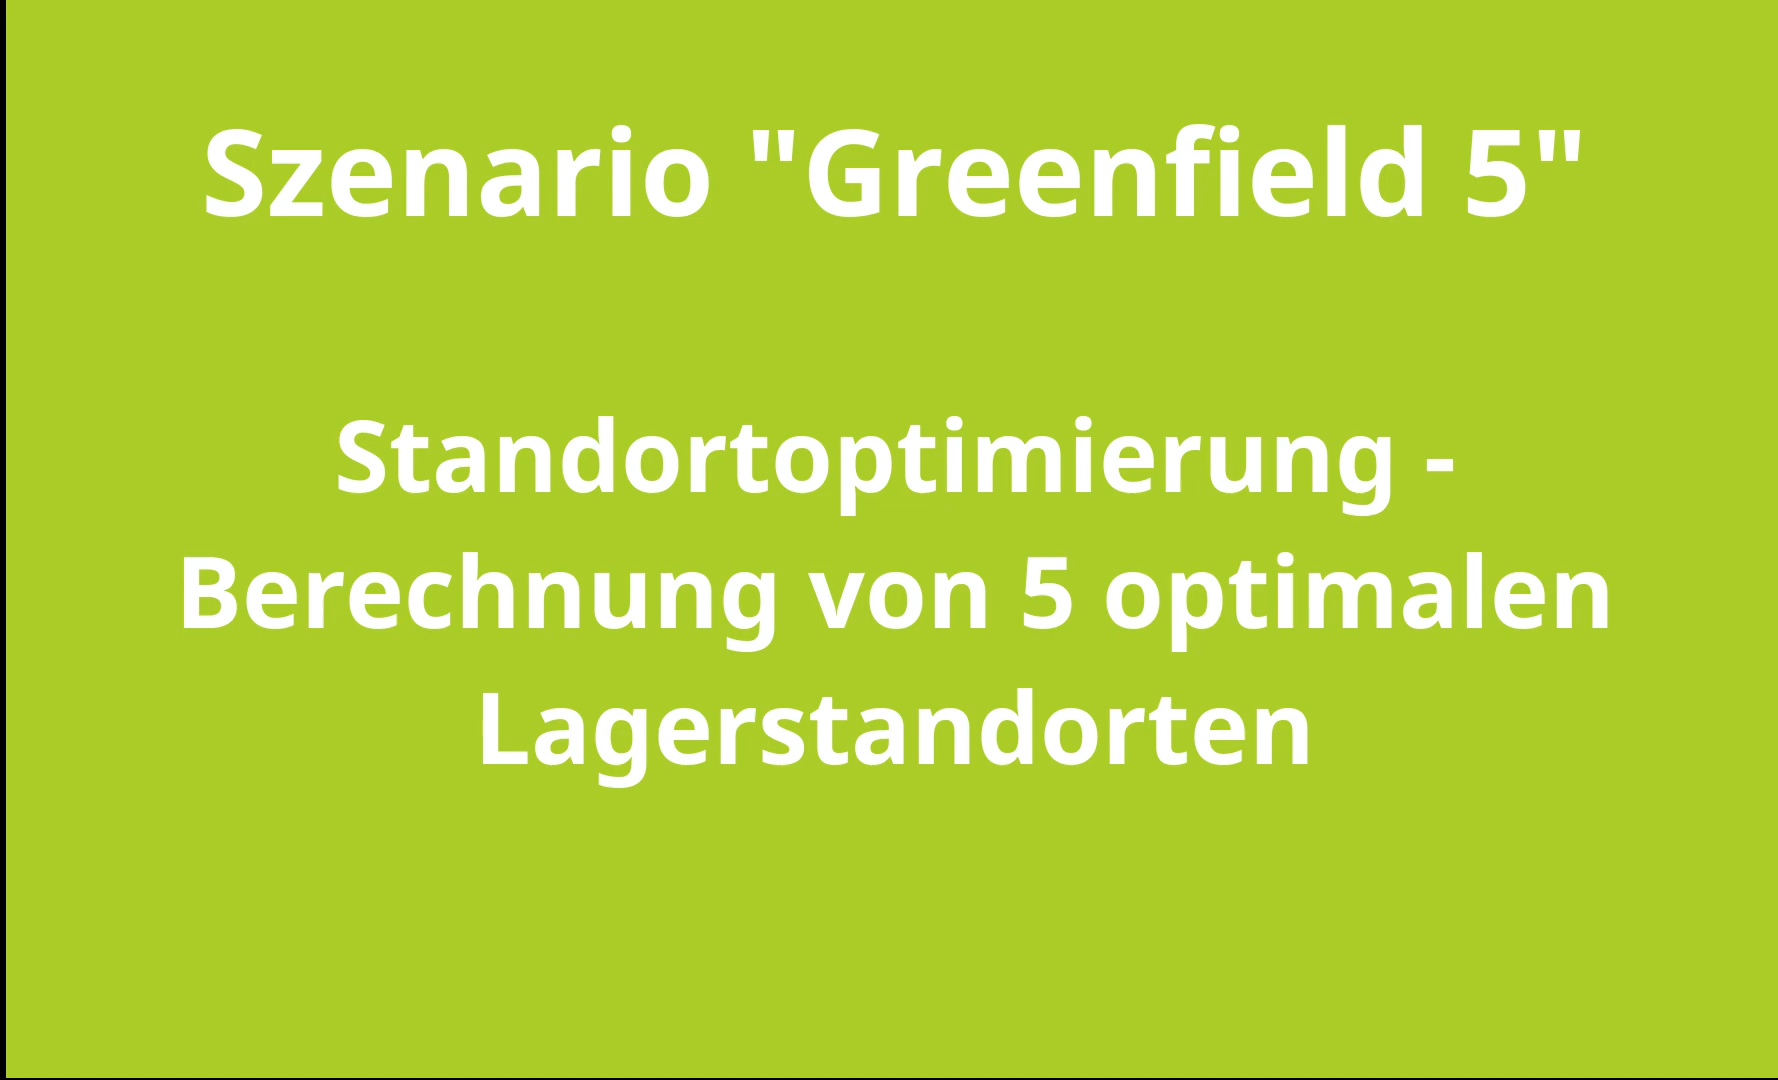 Szenario "Greenfield 5"
Standortoptimierung -
Berechnung von 5 optimalen
Lagerstandorten